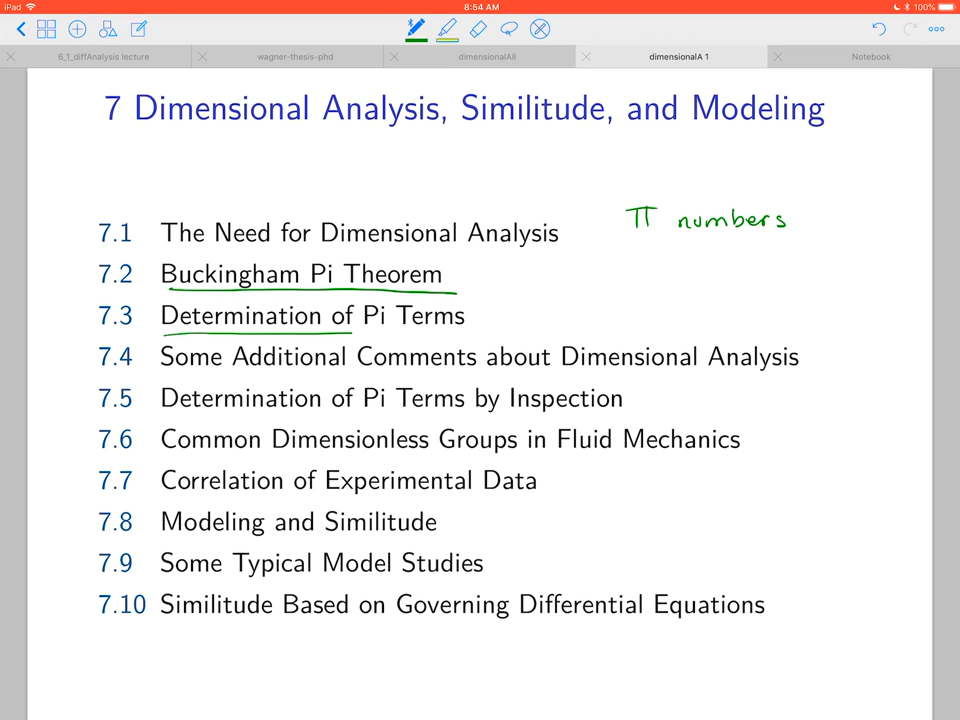 iPad 8:54 AM 100%
6_1_diffAnalysis lecture wagner-thesis-phd dimensionalAll dimensionalA 1 Notebook
7 Dimensional Analysis, Similitude, and Modeling
π numbers
7.1 The Need for Dimensional Analysis
7.2 Buckingham Pi Theorem
7.3 Determination of Pi Terms
7.4 Some Additional Comments about Dimensional Analysis
7.5 Determination of Pi Terms by Inspection
7.6 Common Dimensionless Groups in Fluid Mechanics
7.7 Correlation of Experimental Data
7.8 Modeling and Similitude
7.9 Some Typical Model Studies
7.10 Similitude Based on Governing Differential Equations